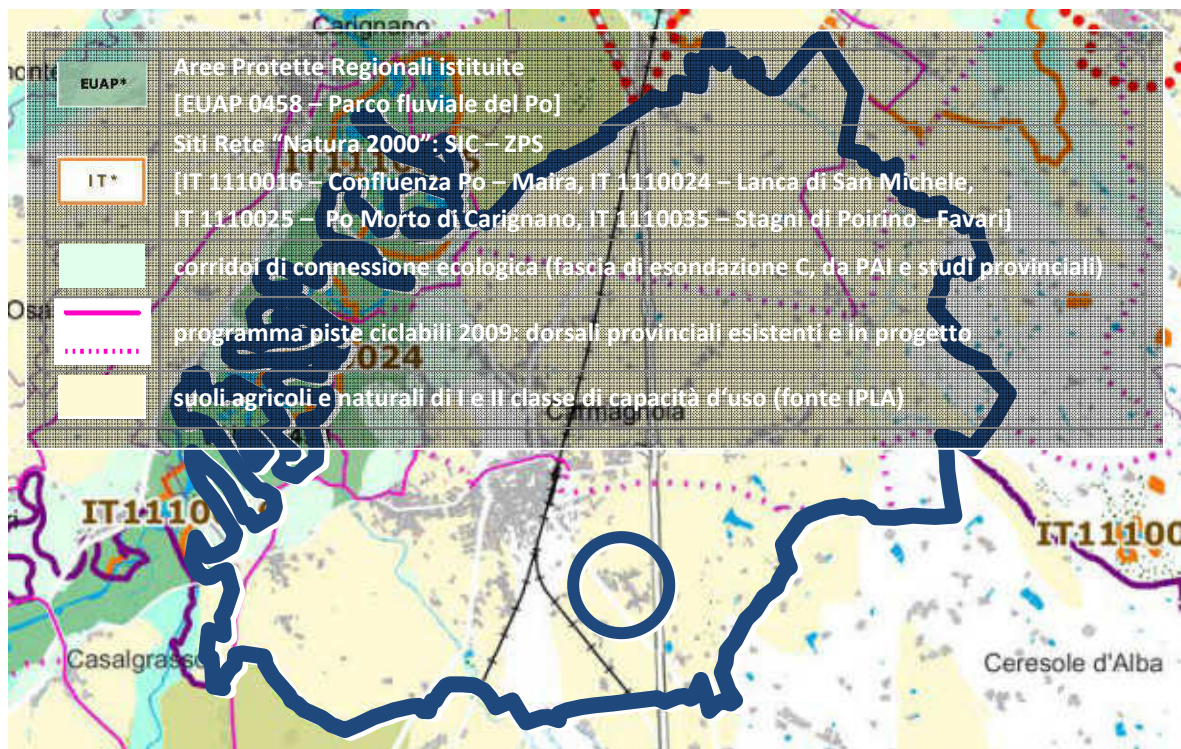 Carignano
EUAP*
Aree Protette Regionali istituite
[EUAP 0458 – Parco fluviale del Po]
Siti Rete “Natura 2000”: SIC – ZPS
IT*
[IT 1110016 – Confluenza Po – Maira, IT 1110024 – Lanca di San Michele,
IT 1110025 – Po Morto di Carignano, IT 1110035 – Stagni di Poirino - Favari]
corridoi di connessione ecologica (fascia di esondazione C, da PAI e studi provinciali)
programma piste ciclabili 2009: dorsali provinciali esistenti e in progetto
024
suoli agricoli e naturali di I e II classe di capacità d’uso (fonte IPLA)
Carmagnola
IT11100
Casalgrasso
Ceresole d'Alba